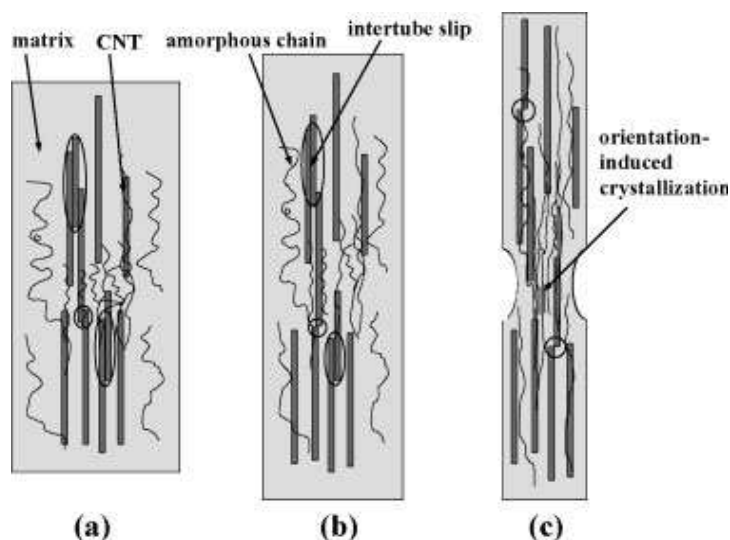 matrix
CNT
amorphous chain
intertube slip
orientation-
induced
crystallization
(a)
(b)
(c)